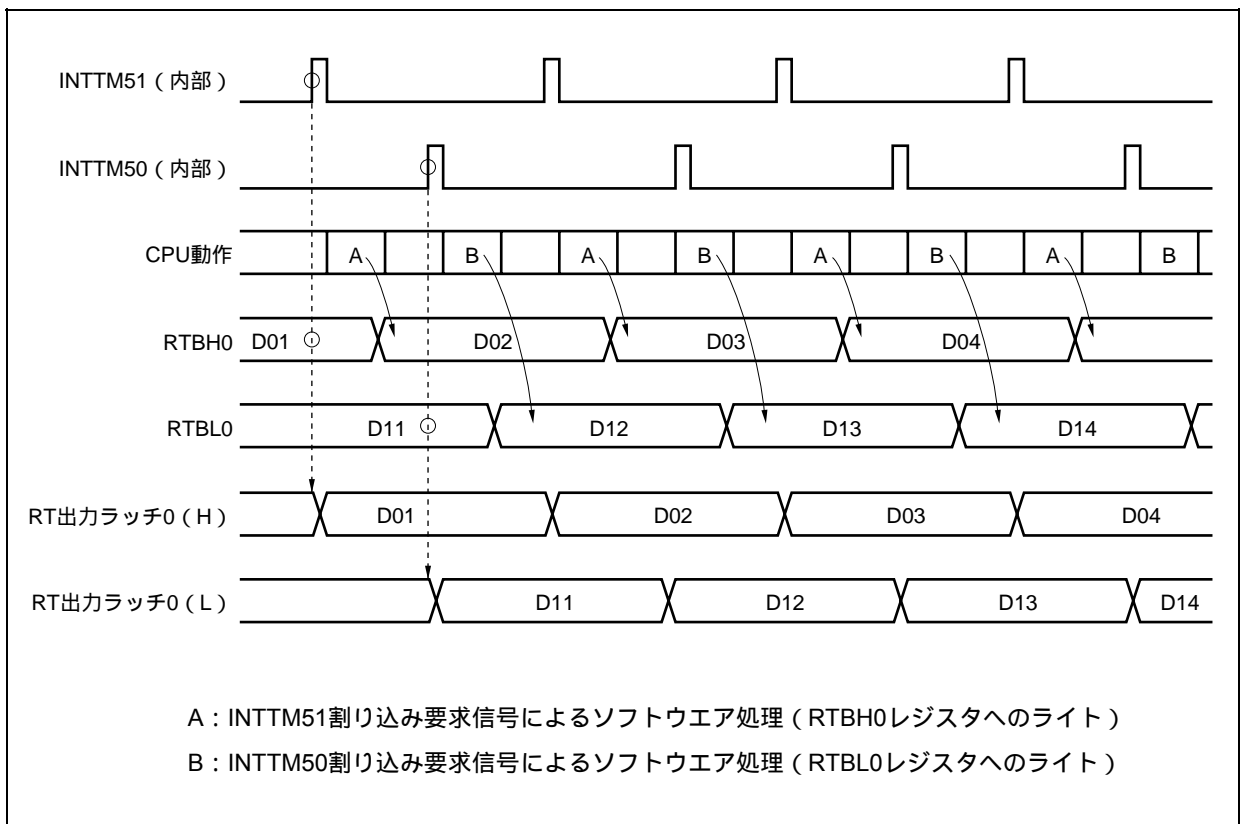 INTTM51（内部）
INTTM50（内部）
CPU動作 A B A B A B A B
RTBH0 D01 D02 D03 D04
RTBL0 D11 D12 D13 D14
RT出力ラッチ0（H） D01 D02 D03 D04
RT出力ラッチ0（L） D11 D12 D13 D14
A：INTTM51割り込み要求信号によるソフトウエア処理（RTBH0レジスタへのライト）
B：INTTM50割り込み要求信号によるソフトウエア処理（RTBL0レジスタへのライト）